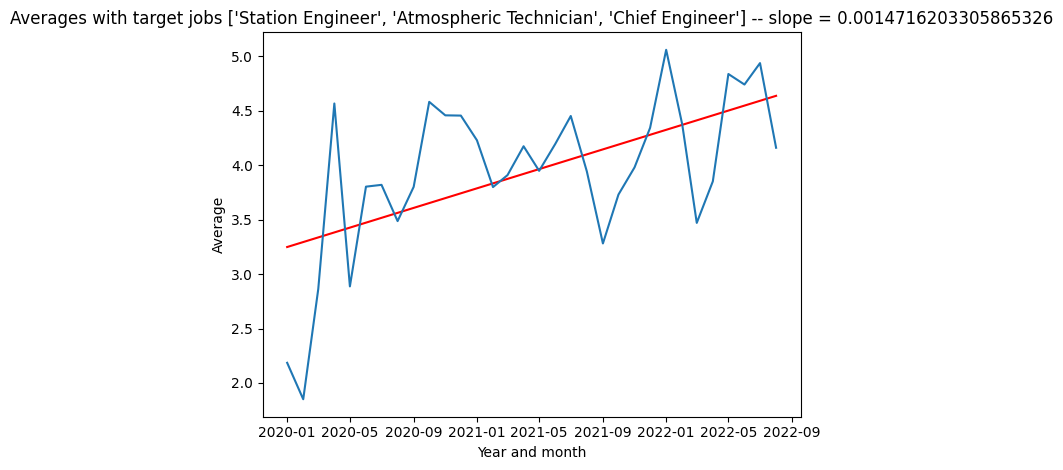 Averages with target jobs ['Station Engineer', 'Atmospheric Technician', 'Chief Engineer'] -- slope = 0.0014716203305865326
5.0
4.5
4.0
3.5
3.0
2.5
2.0
Average
2020-01 2020-05 2020-09 2021-01 2021-05 2021-09 2022-01 2022-05 2022-09
Year and month